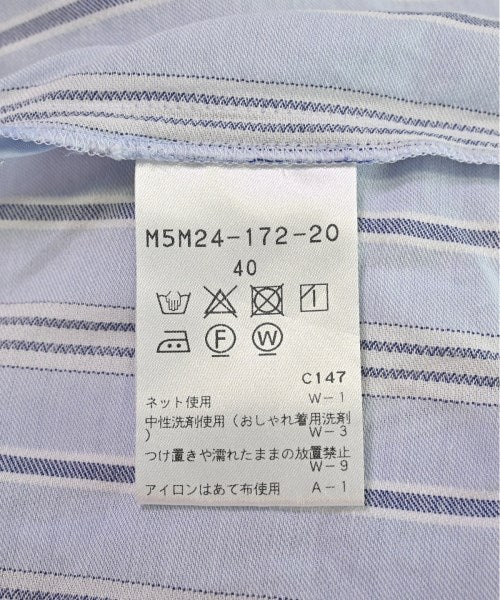 M5M24-172-20
40
F W
C147
ネット使用 W-1
中性洗剤使用(おしゃれ着用洗剤
) W-3
つけ置きや濡れたままの放置禁止
W-9
アイロンはあて布使用 A-1